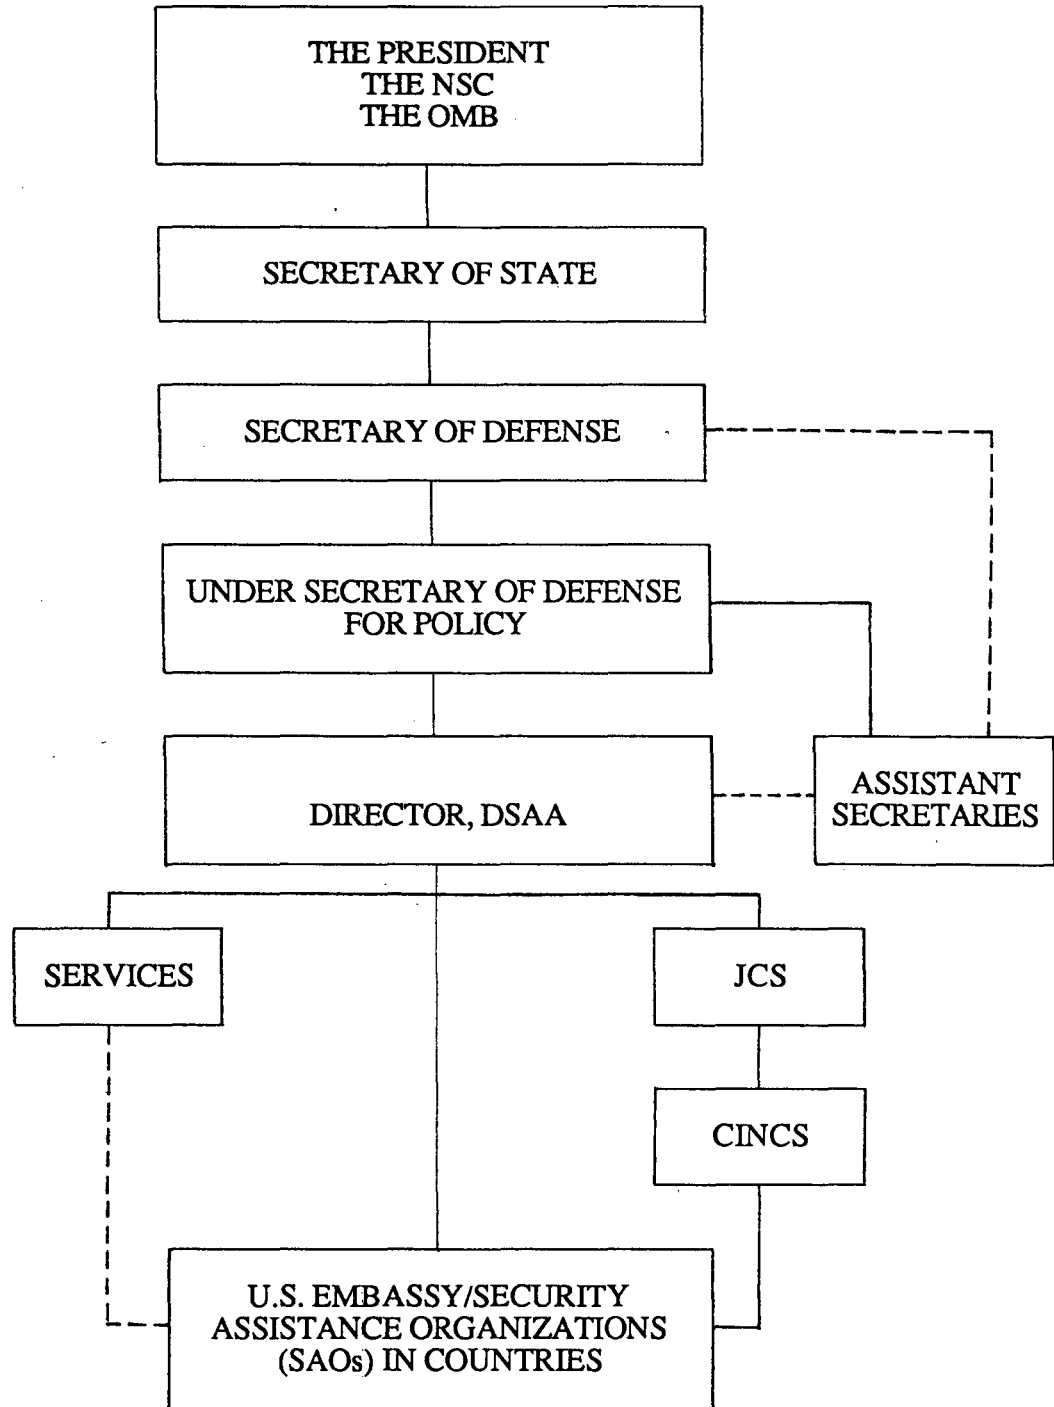 THE PRESIDENT
THE NSC
THE OMB
SECRETARY OF STATE
SECRETARY OF DEFENSE
UNDER SECRETARY OF DEFENSE
FOR POLICY
DIRECTOR, DSAA
ASSISTANT
SECRETARIES
SERVICES
JCS
CINCS
U.S. EMBASSY/SECURITY
ASSISTANCE ORGANIZATIONS
(SAOs) IN COUNTRIES